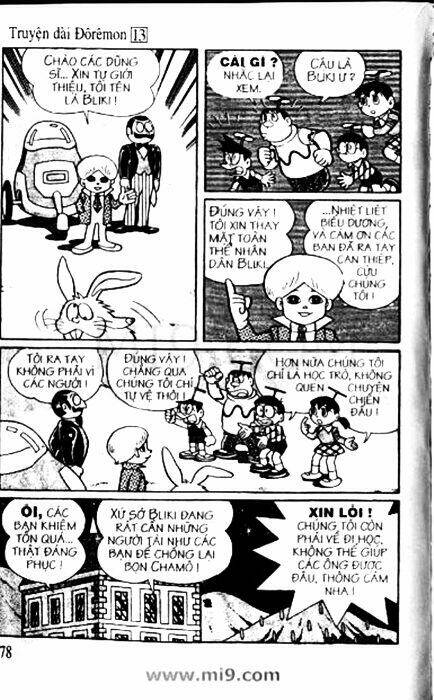 Truyện dài Đôrêmon 13
CHÀO CÁC DŨNG
SĨ... XIN TỰ GIỚI
THIỆU, TÔI TÊN
LÀ BLIKI !
CÁI GÌ ?
NHẮC LẠI
XEM.
CẬU LÀ
BLIKI Ư ?
ĐÚNG VẬY !
TÔI XIN THAY
MẶT TOÀN
THỂ NHÂN
DÂN BLIKI.
...NHIỆT LIỆT
BIỂU DƯƠNG,
VÀ CÁM ƠN CÁC
BẠN ĐÃ RA TAY
CAN THIỆP,
CỨU
CHÚNG
TÔI !
TÔI RA TAY
KHÔNG PHẢI VÌ
CÁC NGƯƠI !
ĐÚNG VẬY !
CHẲNG QUA
CHÚNG TÔI CHỈ
TỰ VỆ THÔI !
HƠN NỮA CHÚNG TÔI
CHỈ LÀ HỌC TRÒ, KHÔNG
QUEN CHUYỆN
CHIẾN
ĐẤU !
ÔI, CÁC
BẠN KHIÊM
TỐN QUÁ...
THẬT ĐÁNG
PHỤC !
XỨ SỞ BLIKI ĐANG
RẤT CẦN NHỮNG
NGƯỜI TÀI NHƯ CÁC
BẠN ĐỂ CHỐNG LẠI
BỌN CHAMÔ !
XIN LỖI !
CHÚNG TÔI CÒN
PHẢI VỀ ĐI HỌC,
KHÔNG THỂ GIÚP
CÁC ÔNG ĐƯỢC
ĐÂU, THÔNG CẢM
NHA !
78
www.mi9.com